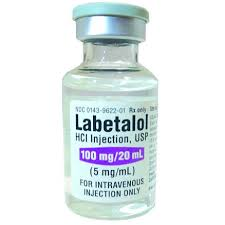 NDC 0143-9622-01 Rx only
Labetalol
HCl Injection, USP
100 mg/20 mL
(5 mg/mL)
FOR INTRAVENOUS
INJECTION ONLY